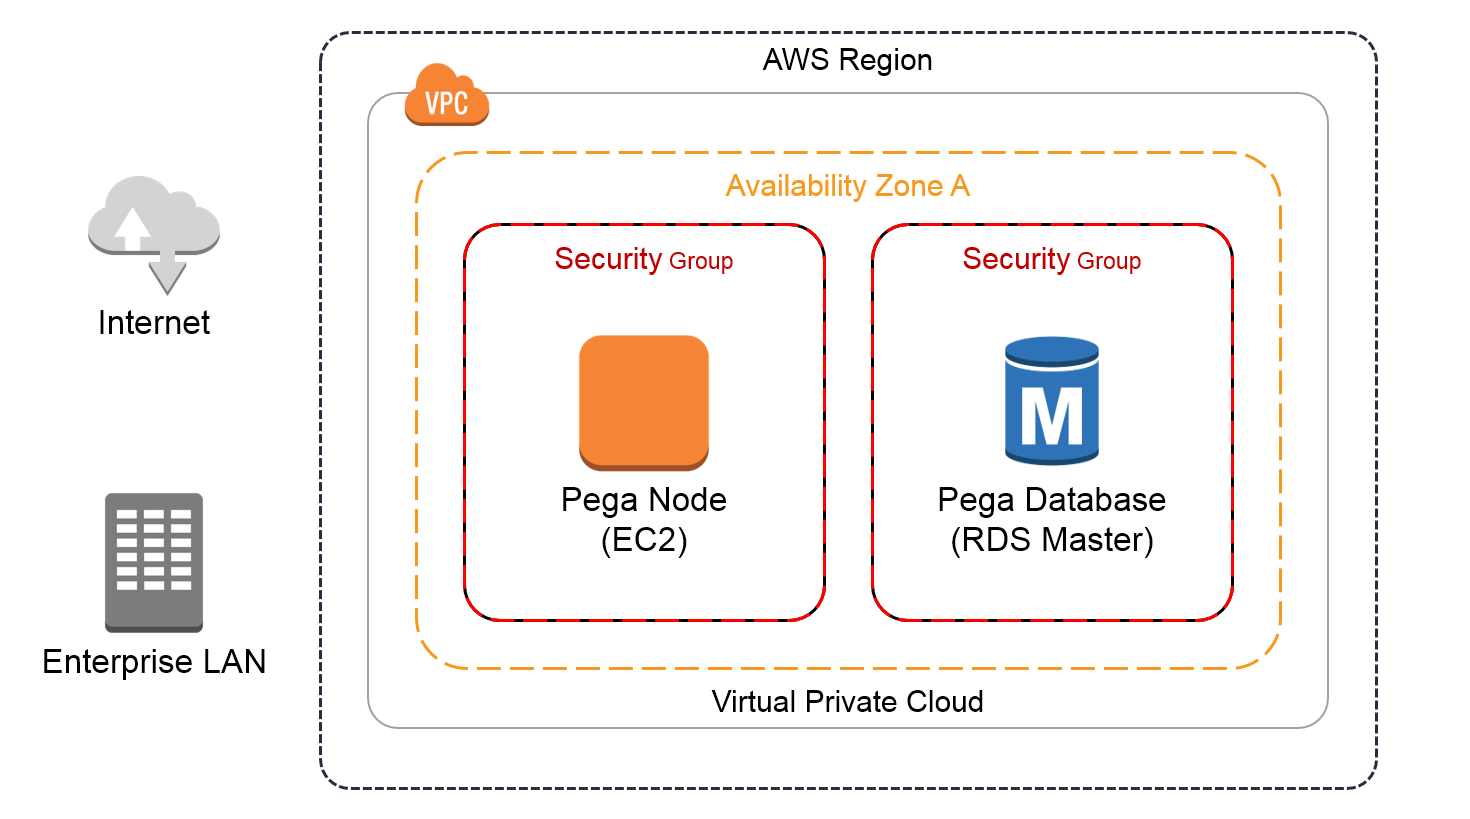 AWS Region
VPC
Availability Zone A
Security Group
Security Group
Internet
Pega Node
(EC2)
M
Pega Database
(RDS Master)
Enterprise LAN
Virtual Private Cloud